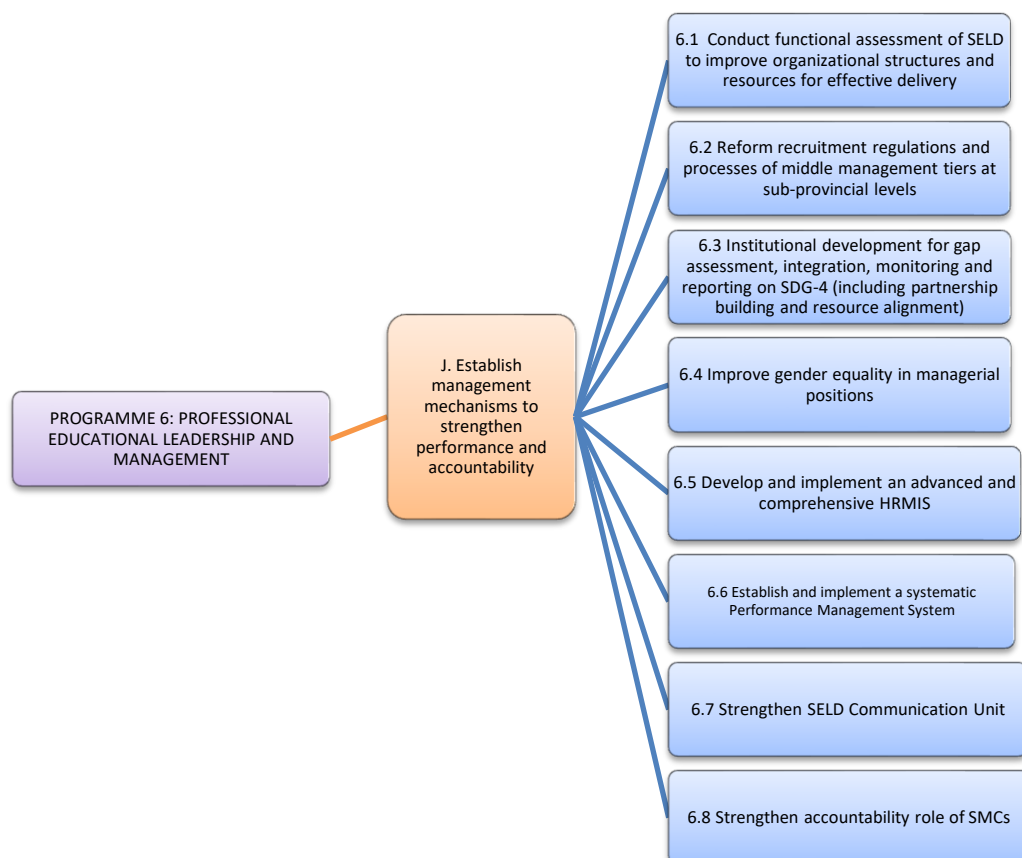 PROGRAMME 6: PROFESSIONAL
EDUCATIONAL LEADERSHIP AND
MANAGEMENT
J. Establish
management
mechanisms to
strengthen
performance and
accountability
6.1 Conduct functional assessment of SELD
to improve organizational structures and
resources for effective delivery
6.2 Reform recruitment regulations and
processes of middle management tiers at
sub-provincial levels
6.3 Institutional development for gap
assessment, integration, monitoring and
reporting on SDG-4 (including partnership
building and resource alignment)
6.4 Improve gender equality in managerial
positions
6.5 Develop and implement an advanced and
comprehensive HRMIS
6.6 Establish and implement a systematic
Performance Management System
6.7 Strengthen SELD Communication Unit
6.8 Strengthen accountability role of SMCs